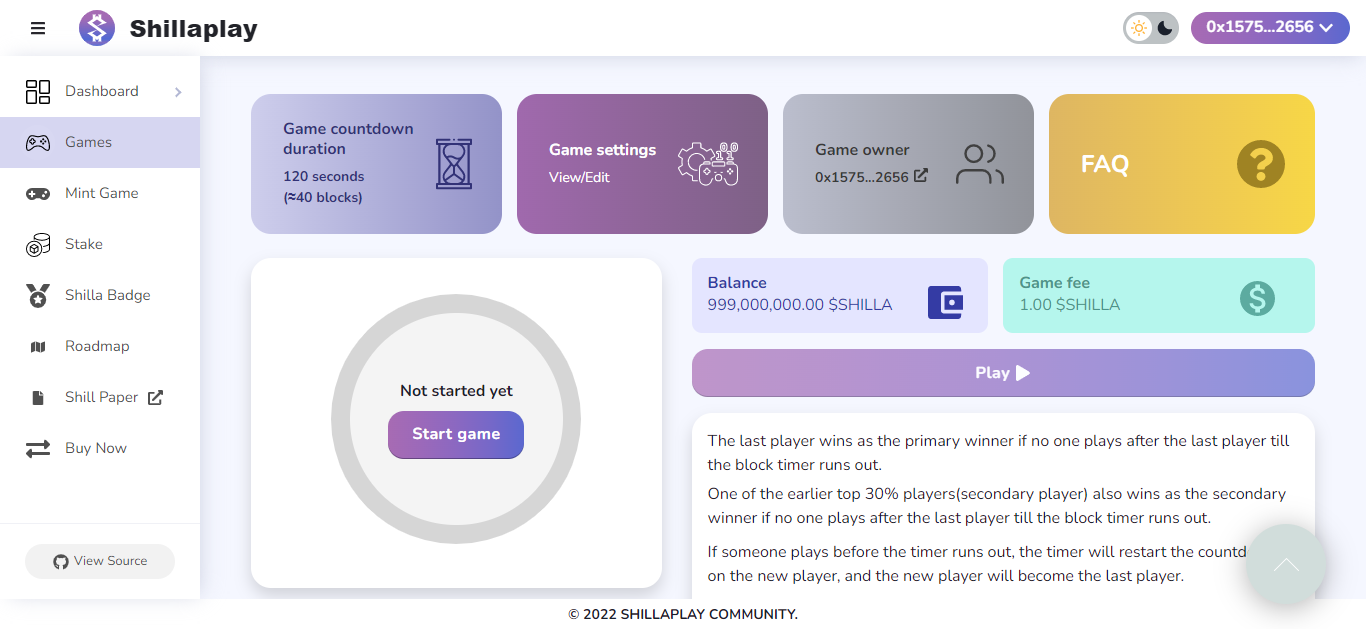 Shillaplay
0x1575...2656
Dashboard
Games
Mint Game
Stake
Shilla Badge
Roadmap
Shill Paper
Buy Now
View Source
Game countdown
duration
120 seconds
(≈40 blocks)
Game settings
View/Edit
Game owner
0x1575...2656
FAQ
Not started yet
Start game
Balance
999,000,000.00 $SHILLA
Game fee
1.00 $SHILLA
Play
The last player wins as the primary winner if no one plays after the last player till
the block timer runs out.
One of the earlier top 30% players(secondary player) also wins as the secondary
winner if no one plays after the last player till the block timer runs out.
If someone plays before the timer runs out, the timer will restart the countd
on the new player, and the new player will become the last player.
© 2022 SHILLAPLAY COMMUNITY.